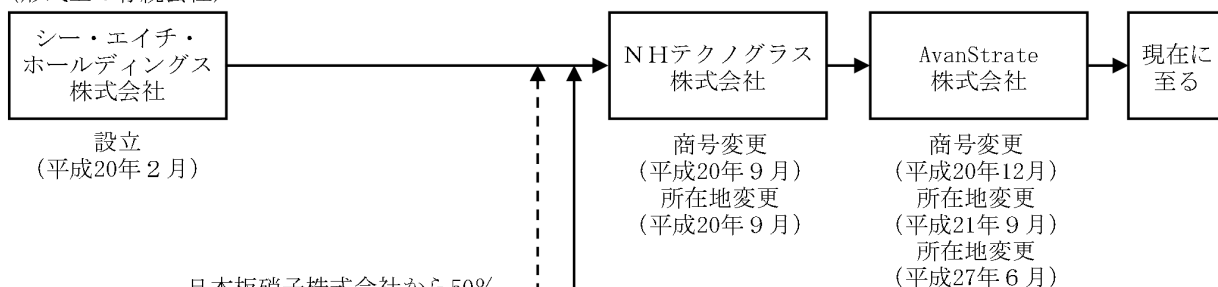 (形式上の存続会社)
シー・エイチ・
ホールディングス
株式会社
設立
(平成20年２月)
ＮＨテクノグラス
株式会社
商号変更
(平成20年９月)
所在地変更
(平成20年９月)
AvanStrate
株式会社
商号変更
(平成20年12月)
所在地変更
(平成21年９月)
所在地変更
(平成27年６月)
現在に
至る
日本板硝子株式会社から50％